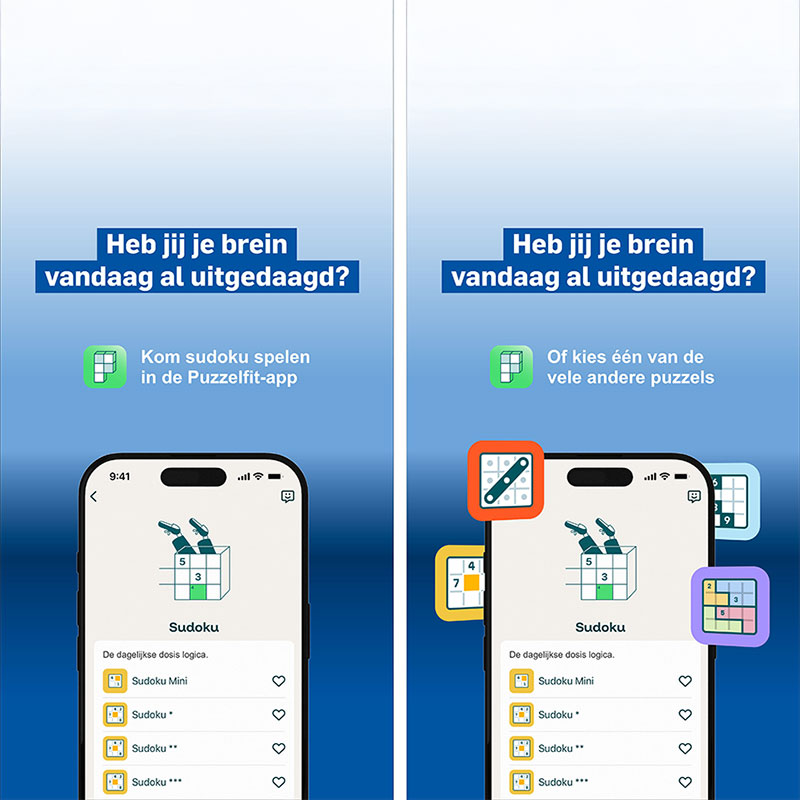 Heb jij je brein
vandaag al uitgedaagd?
Kom sudoku spelen
in de Puzzelfit-app
9:41
5
3
Sudoku
De dagelijkse dosis logica.
Sudoku Mini
Sudoku *
Sudoku **
Sudoku ***
Heb jij je brein
vandaag al uitgedaagd?
Of kies één van de
vele andere puzzels
6
8
9
4
7
2
3
5
5
3
Sudoku
De dagelijkse dosis logica.
Sudoku Mini
Sudoku *
Sudoku **
Sudoku ***